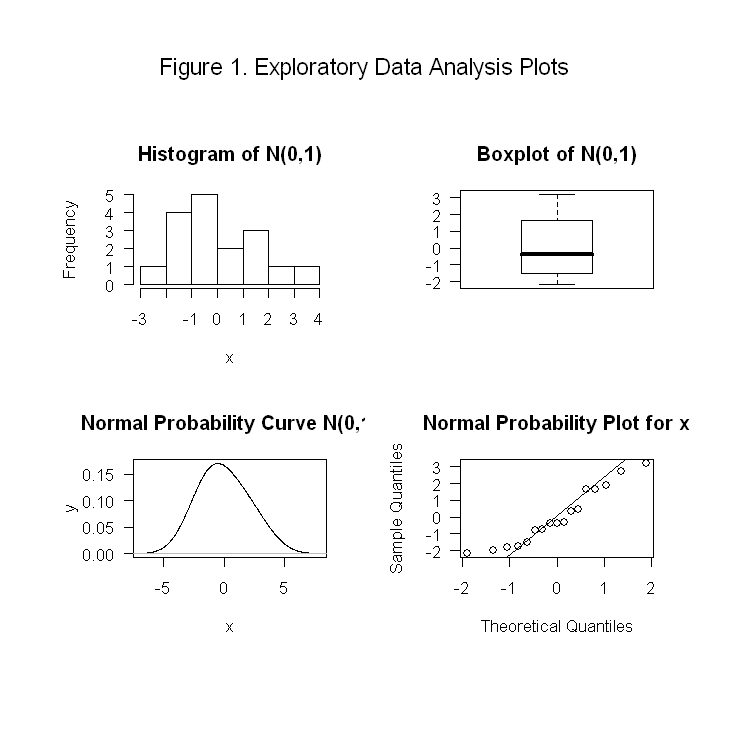 Figure 1. Exploratory Data Analysis Plots
Histogram of N(0,1)
Frequency
5
4
3
2
1
0
-3 -1 0 1 2 3 4
x
Boxplot of N(0,1)
3
2
1
0
-1
-2
Normal Probability Curve N(0,1
y
0.15
0.10
0.05
0.00
-5 0 5
x
Normal Probability Plot for x
Sample Quantiles
3
2
1
0
-1
-2
-2 -1 0 1 2
Theoretical Quantiles